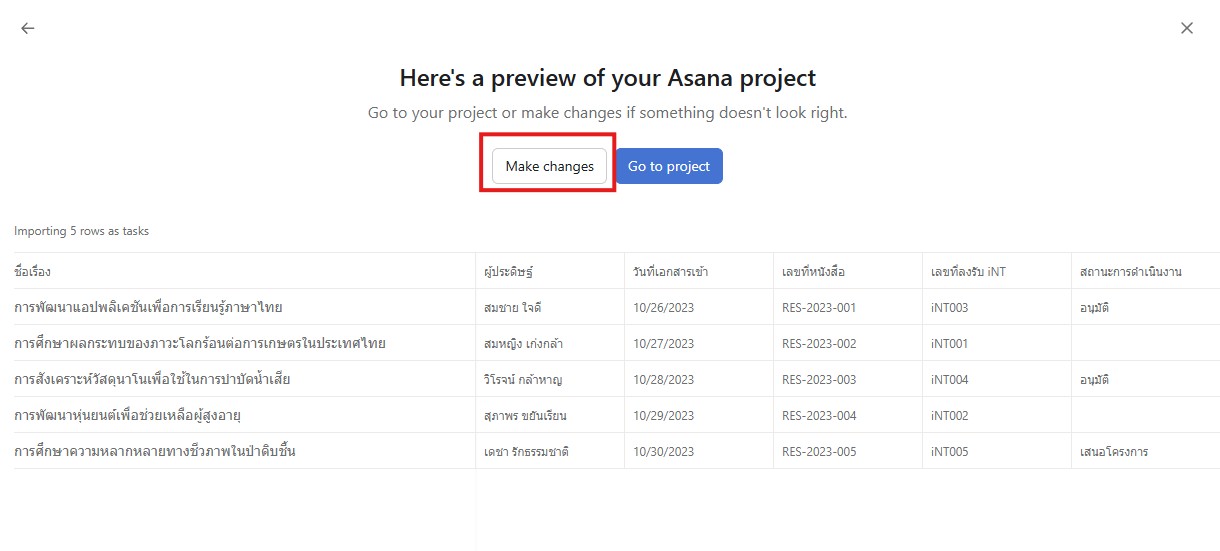 Here's a preview of your Asana project
Go to your project or make changes if something doesn't look right.
Make changes Go to project
Importing 5 rows as tasks
ชื่อเรื่อง ผู้ประดิษฐ์ วันที่เอกสารเข้า เลขที่หนังสือ เลขที่ลงรับ iNT สถานะการดำเนินงาน
การพัฒนาแอปพลิเคชันเพื่อการเรียนรู้ภาษาไทย สมชาย ใจดี 10/26/2023 RES-2023-001 iNT003 อนุมัติ
การศึกษาผลกระทบของภาวะโลกร้อนต่อการเกษตรในประเทศไทย สมหญิง เก่งกล้า 10/27/2023 RES-2023-002 iNT001
การสังเคราะห์วัสดุนาโนเพื่อใช้ในการบำบัดน้ำเสีย วิโรจน์ กล้าหาญ 10/28/2023 RES-2023-003 iNT004 อนุมัติ
การพัฒนาหุ่นยนต์เพื่อช่วยเหลือผู้สูงอายุ สุภาพร ขยันเรียน 10/29/2023 RES-2023-004 iNT002
การศึกษาความหลากหลายทางชีวภาพในป่าดิบชื้น เดชา รักธรรมชาติ 10/30/2023 RES-2023-005 iNT005 เสนอโครงการ